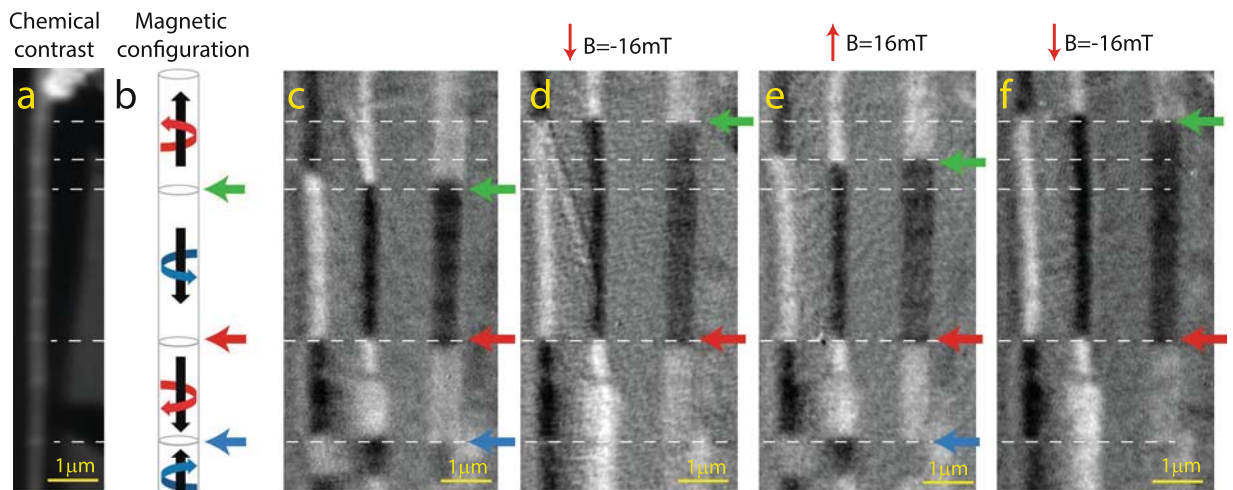 Chemical
contrast
Magnetic
configuration
B=-16mT
B=16mT
B=-16mT
a
b
c
d
e
f
1μm
1μm
1μm
1μm
1μm